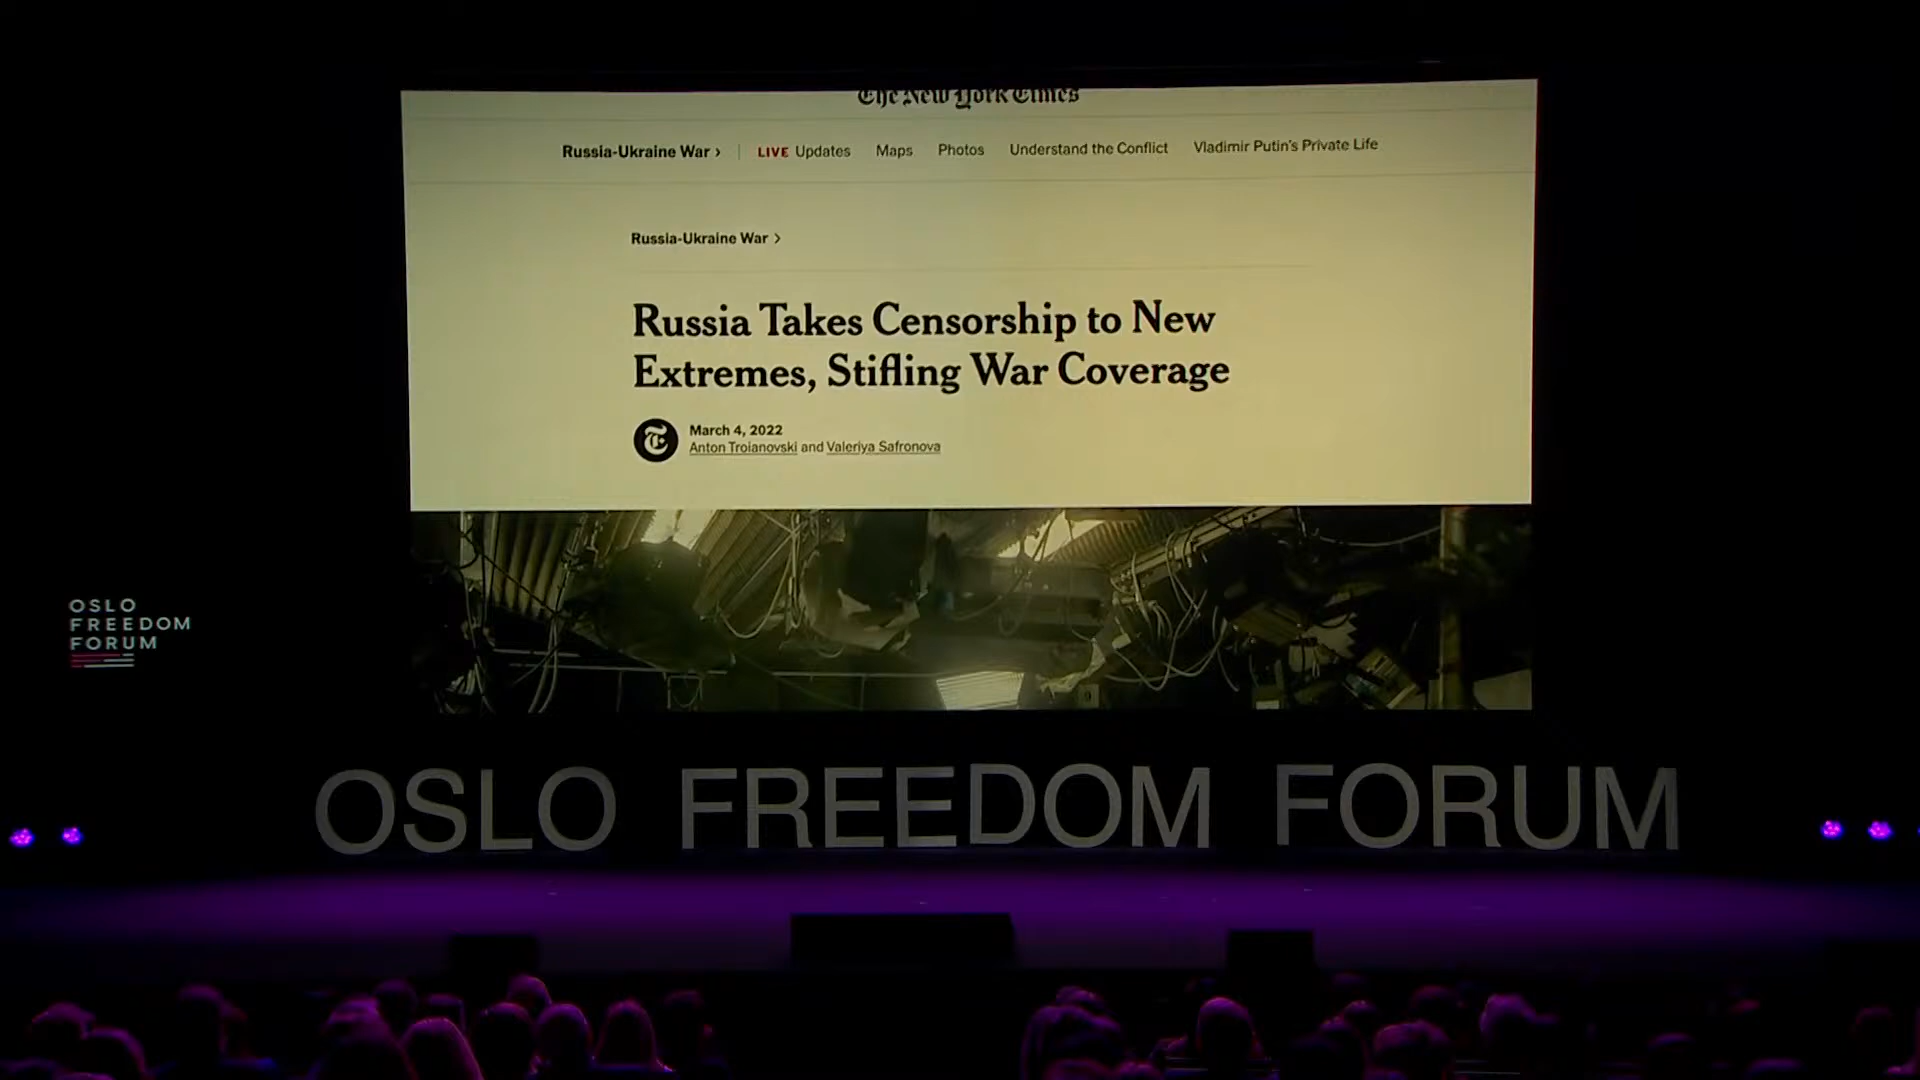 The New York Times
Russia-Ukraine War › | LIVE Updates Maps Photos Understand the Conflict Vladimir Putin's Private Life
Russia-Ukraine War >
Russia Takes Censorship to New
Extremes, Stifling War Coverage
March 4, 2022
Anton Troianovski and Valeriya Safronova
OSLO
FREEDOM
FORUM
OSLO FREEDOM FORUM